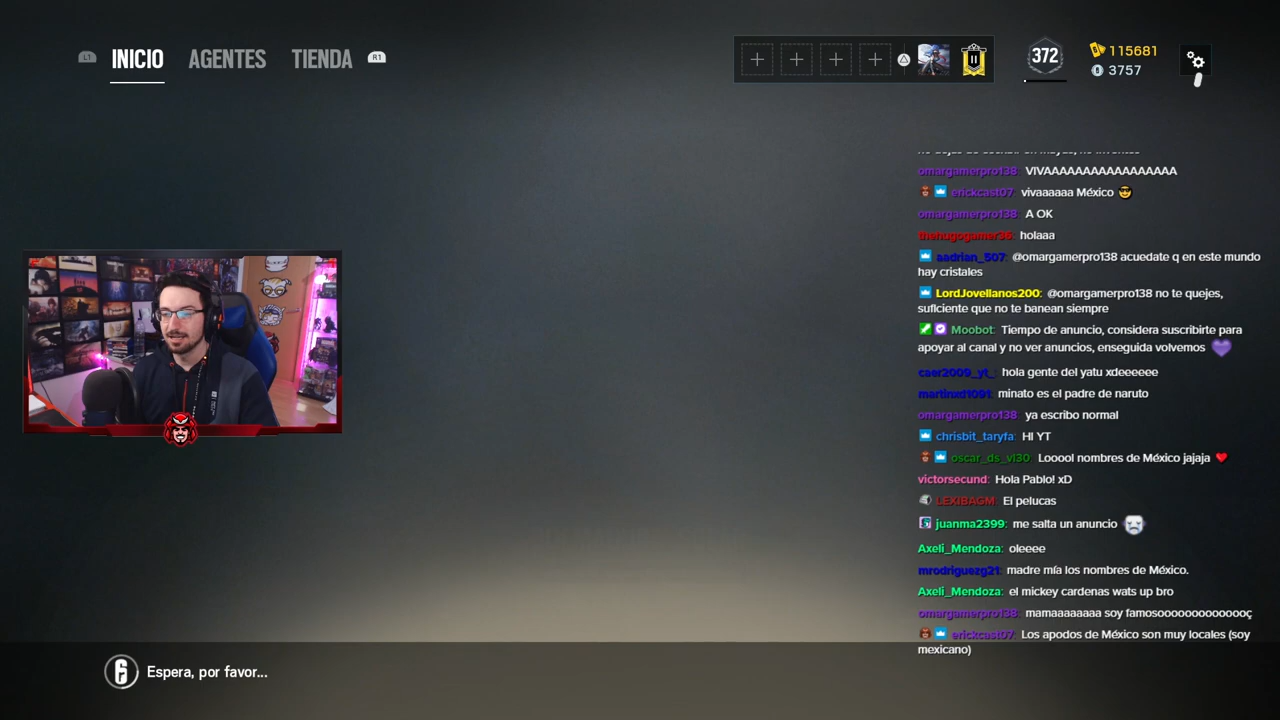 L1 INICIO AGENTES TIENDA R1
372
115681
3757
omargamerpro138: VIVAAAAAAAAAAAAAAAAA
erickcast07: vivaaaaa México
omargamerpro138: A OK
thehugogamer36: holaaa
aadrian_507: @omargamerpro138 acuedate q en este mundo
hay cristales
LordJovellanos200: @omargamerpro138 no te quejes,
suficiente que no te banean siempre
Moobot: Tiempo de anuncio, considera suscribirte para
apoyar al canal y no ver anuncios, enseguida volvemos
caer2009_yt_: hola gente del yatu xdeeeeee
martinxd1091: minato es el padre de naruto
omargamerpro138: ya escribo normal
chrisbit_taryfa: HI YT
oscar_ds_vl30: Looool nombres de México jajaja
victorsecund: Hola Pablo! xD
LEXIBAGM: El pelucas
juanma2399: me salta un anuncio
Axeli_Mendoza: oleeee
mrodriguezg21: madre mía los nombres de México.
Axeli_Mendoza: el mickey cardenas wats up bro
omargamerpro138: mamaaaaaaa soy famosoooooooooooooç
erickcast07: Los apodos de México son muy locales (soy
mexicano)
Espera, por favor...